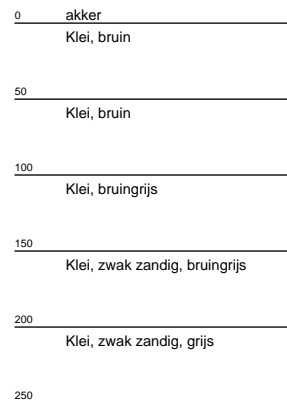 0 akker
Klei, bruin
50
Klei, bruin
100
Klei, bruingrijs
150
Klei, zwak zandig, bruingrijs
200
Klei, zwak zandig, grijs
250